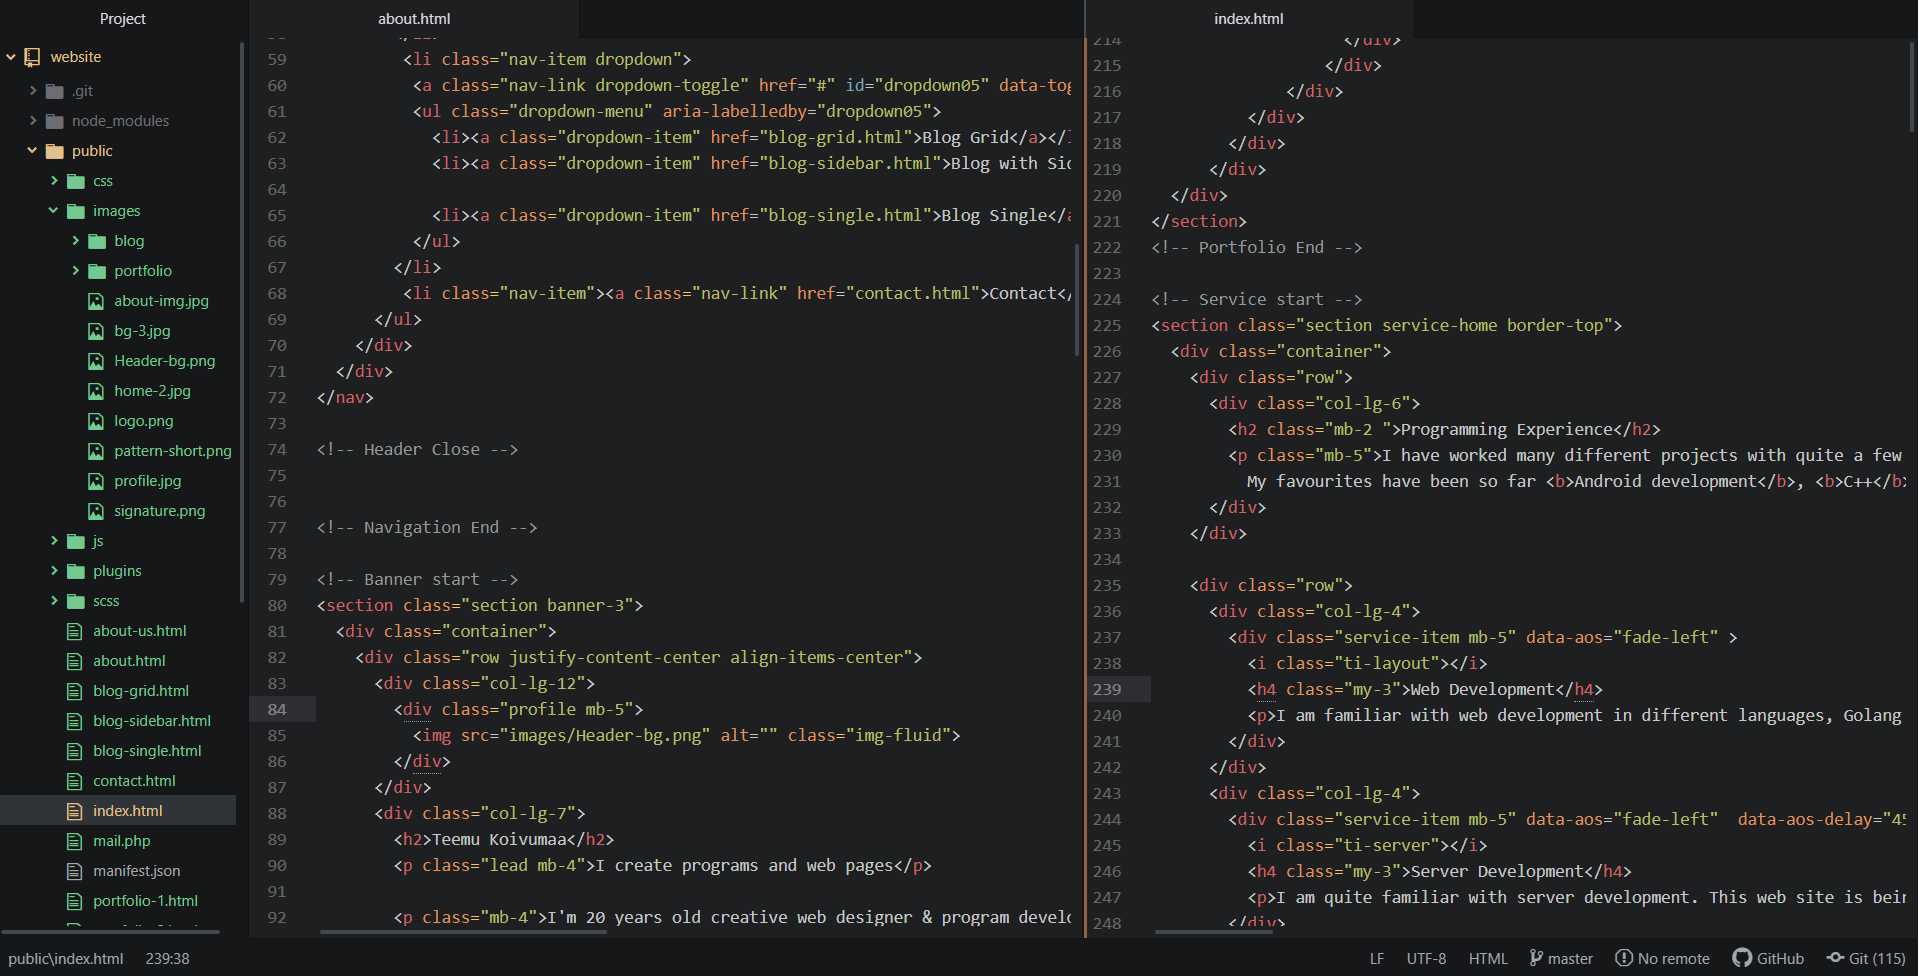 Project
website
.git
node_modules
public
css
images
blog
portfolio
about-img.jpg
bg-3.jpg
Header-bg.png
home-2.jpg
logo.png
pattern-short.png
profile.jpg
signature.png
js
plugins
scss
about-us.html
about.html
blog-grid.html
blog-sidebar.html
blog-single.html
contact.html
index.html
mail.php
manifest.json
portfolio-1.html
about.html
59 <li class="nav-item dropdown">
60 <a class="nav-link dropdown-toggle" href="#" id="dropdown05" data-tog
61 <ul class="dropdown-menu" aria-labelledby="dropdown05">
62 <li><a class="dropdown-item" href="blog-grid.html">Blog Grid</a></l
63 <li><a class="dropdown-item" href="blog-sidebar.html">Blog with Sid
64
65 <li><a class="dropdown-item" href="blog-single.html">Blog Single</a
66 </ul>
67 </li>
68 <li class="nav-item"><a class="nav-link" href="contact.html">Contact</
69 </ul>
70 </div>
71 </div>
72 </nav>
73
74 <!-- Header Close -->
75
76
77 <!-- Navigation End -->
78
79 <!-- Banner start -->
80 <section class="section banner-3">
81 <div class="container">
82 <div class="row justify-content-center align-items-center">
83 <div class="col-lg-12">
84 <div class="profile mb-5">
85 <img src="images/Header-bg.png" alt="" class="img-fluid">
86 </div>
87 </div>
88 <div class="col-lg-7">
89 <h2>Teemu Koivumaa</h2>
90 <p class="lead mb-4">I create programs and web pages</p>
91
92 <p class="mb-4">I'm 20 years old creative web designer & program develo
index.html
214 </div>
215 </div>
216 </div>
217 </div>
218 </div>
219 </div>
220 </div>
221 </section>
222 <!-- Portfolio End -->
223
224 <!-- Service start -->
225 <section class="section service-home border-top">
226 <div class="container">
227 <div class="row">
228 <div class="col-lg-6">
229 <h2 class="mb-2 ">Programming Experience</h2>
230 <p class="mb-5">I have worked many different projects with quite a few
231 My favourites have been so far <b>Android development</b>, <b>C++</b>
232 </div>
233 </div>
234
235 <div class="row">
236 <div class="col-lg-4">
237 <div class="service-item mb-5" data-aos="fade-left" >
238 <i class="ti-layout"></i>
239 <h4 class="my-3">Web Development</h4>
240 <p>I am familiar with web development in different languages, Golang
241 </div>
242 </div>
243 <div class="col-lg-4">
244 <div class="service-item mb-5" data-aos="fade-left"  data-aos-delay="45
245 <i class="ti-server"></i>
246 <h4 class="my-3">Server Development</h4>
247 <p>I am quite familiar with server development. This web site is bein
248 </div>
public\index.html 239:38 LF UTF-8 HTML master No remote GitHub Git (115)